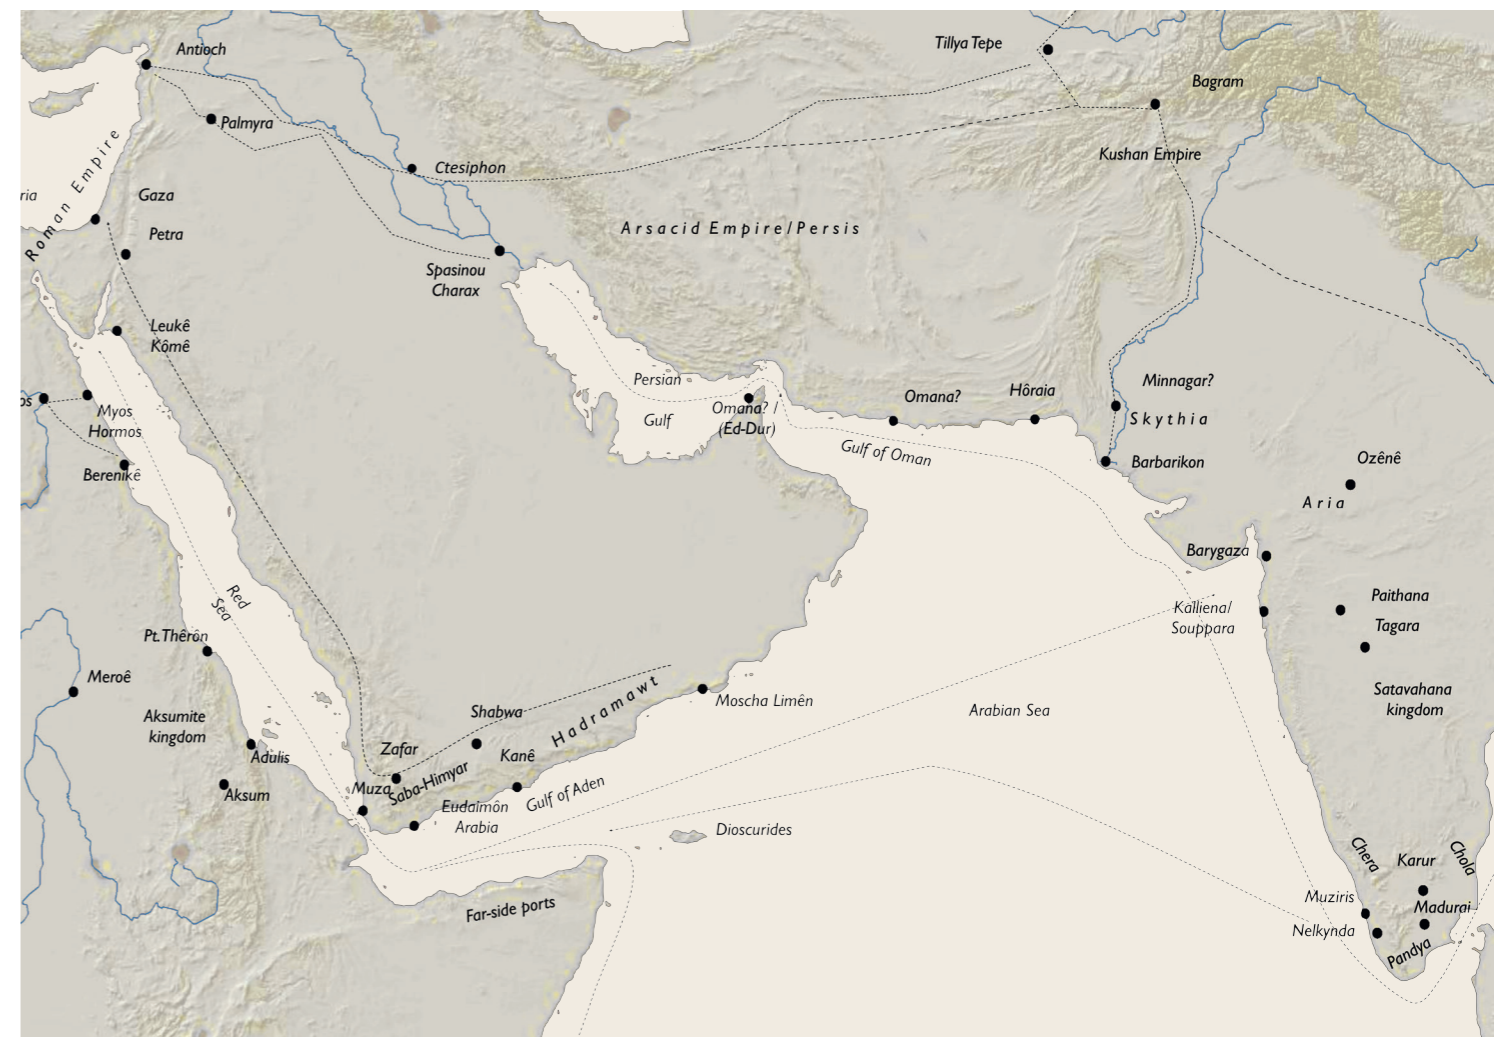 Antioch
Tillya Tepe
Bagram
Palmyra
Kushan Empire
Ctesiphon
Roman Empire
ria
Gaza
Petra
Arsacid Empire/Persis
Spasinou
Charax
Leukê
Kômê
Persian
Gulf
Omana? /
(Ed-Dur)
Omana?
Hôraia
Minnagar?
Skythia
os
Myos
Hormos
Gulf of Oman
Barbarikon
Ozênê
Berenikê
Aria
Barygaza
Red
Sea
Kalliena/
Souppara
Paithana
Tagara
Pt. Thêrôn
Meroê
Satavahana
kingdom
Hadramawt
Moscha Limên
Arabian Sea
Aksumite
kingdom
Shabwa
Adulis
Zafar
Kanê
Aksum
Muza
Saba-Himyar
Eudaimôn
Arabia
Gulf of Aden
Dioscurides
Chera
Karur
Chola
Far-side ports
Muziris
Madurai
Nelkynda
Pandya